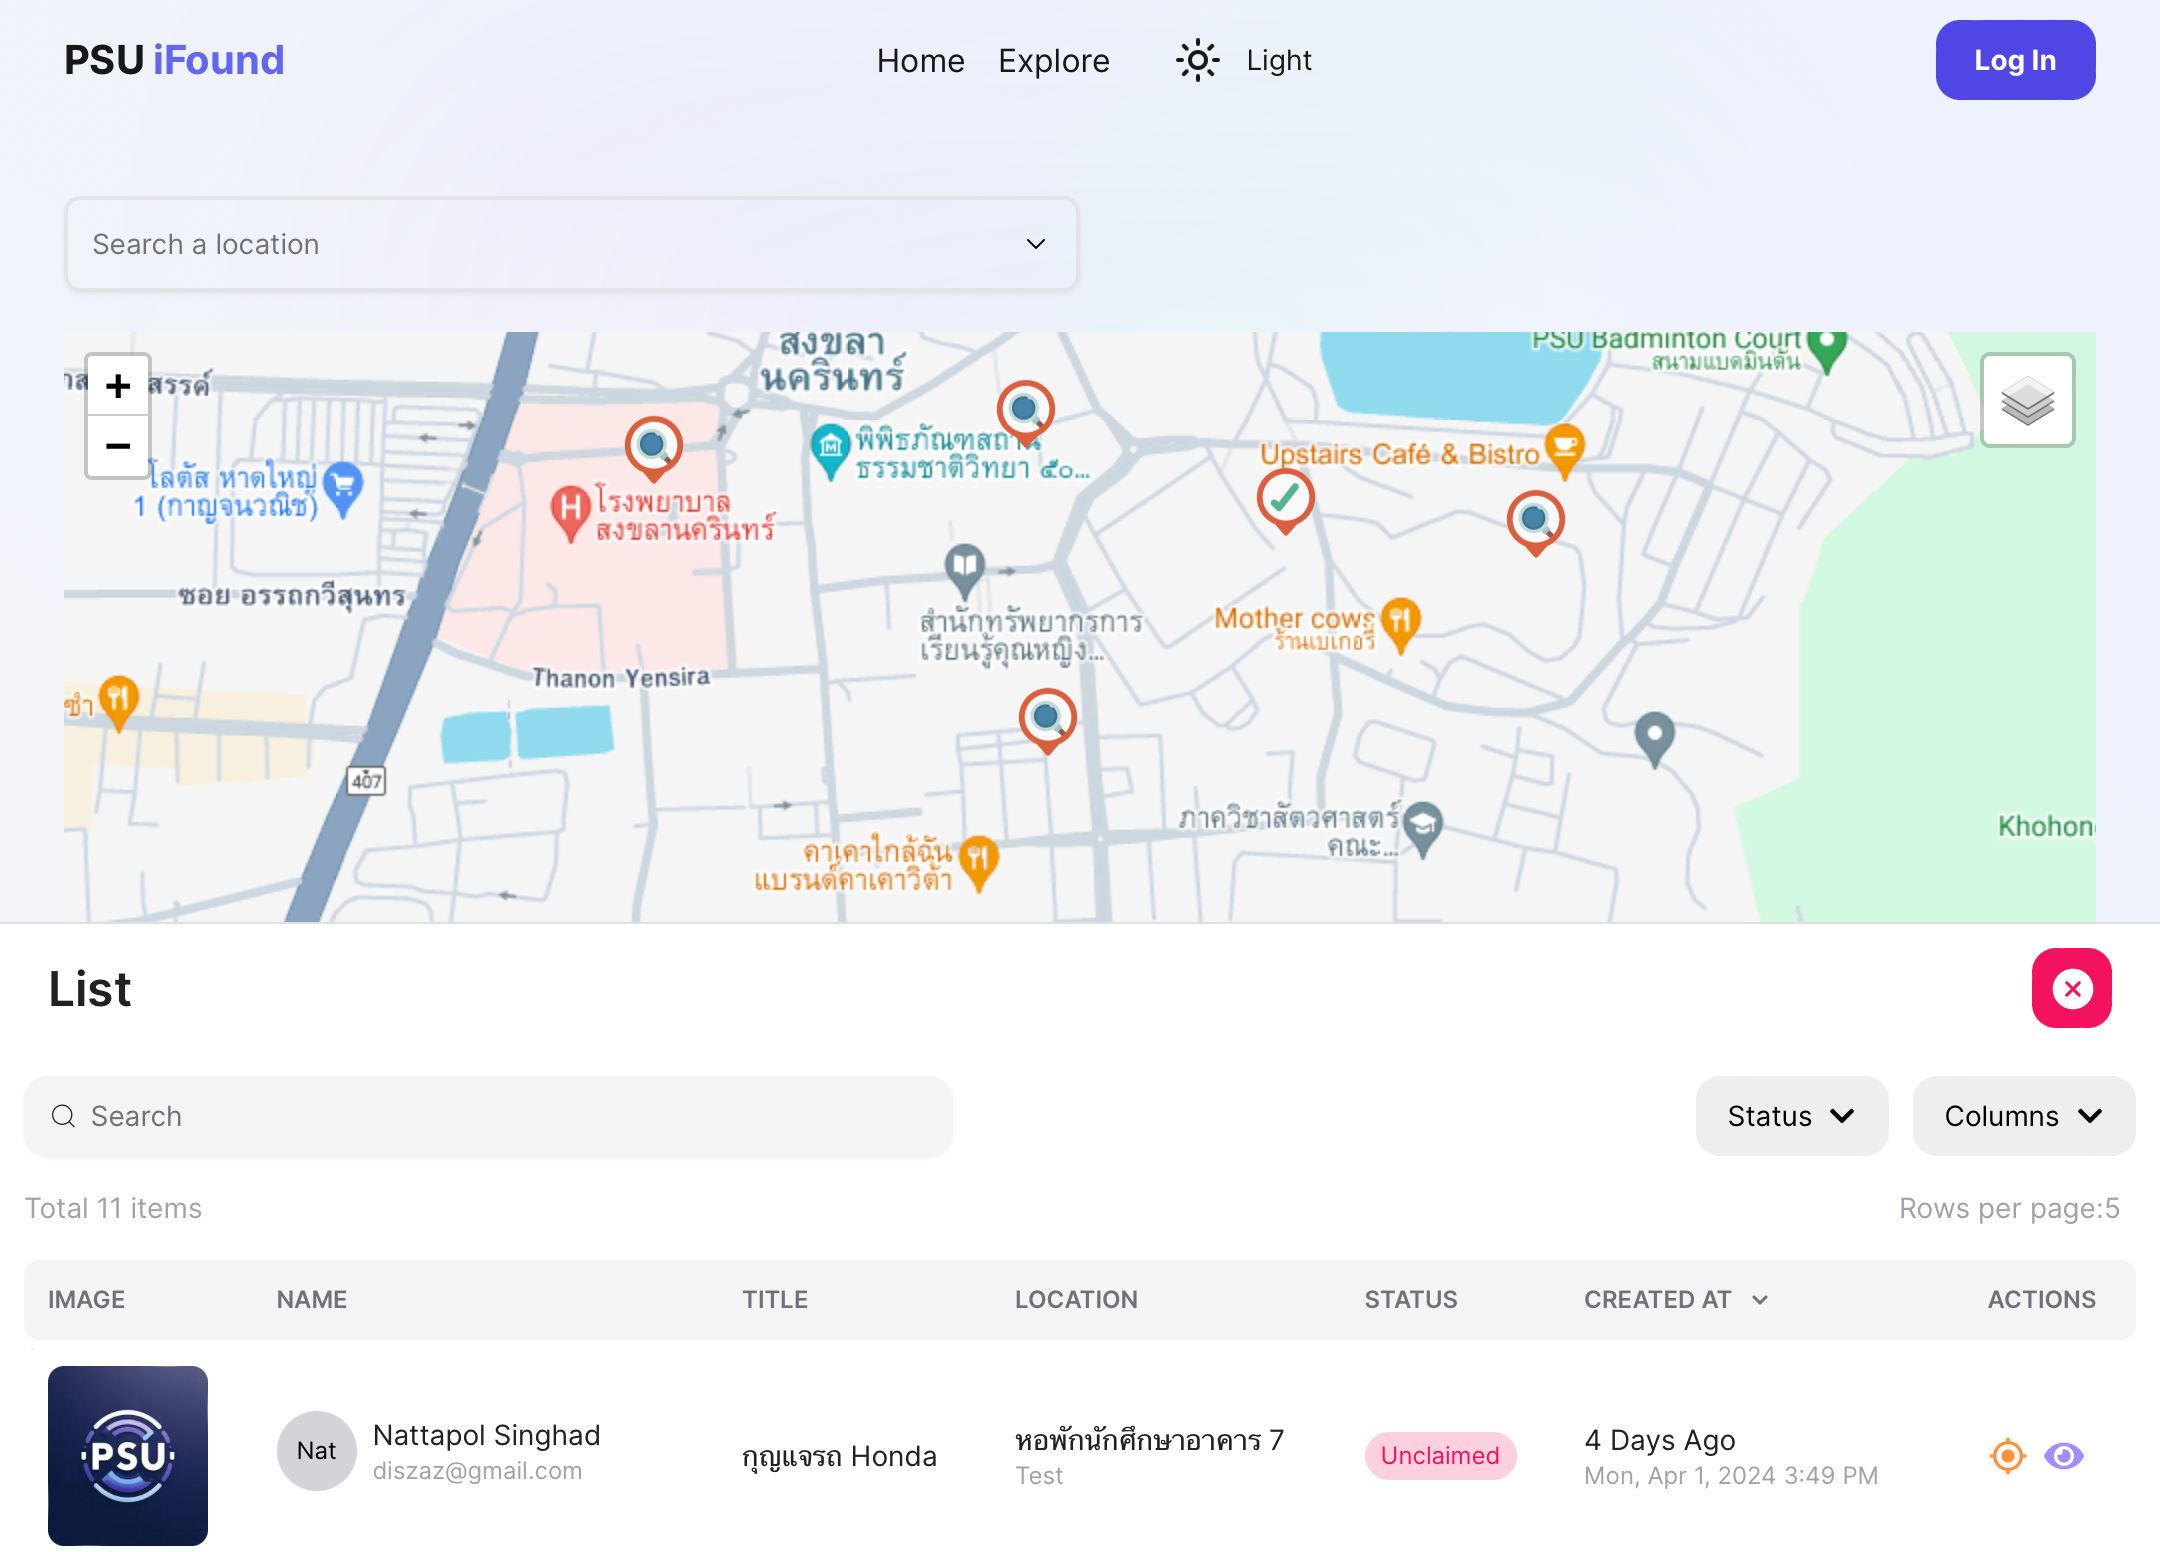 PSU iFound
Home Explore Light
Log In
Search a location
สงขลา
นครินทร์
PSU Badminton Court
สนามแบดมินตัน
+
−
สรรค์
พิพิธภัณฑสถาน
ธรรมชาติวิทยา ๕๐...
Upstairs Café & Bistro
โลตัส หาดใหญ่
1 (กาญจนวณิช)
H
โรงพยาบาล
สงขลานครินทร์
ซอย อรรถกวีสุนทร
สำนักทรัพยากรการ
เรียนรู้คุณหญิง...
Mother cows
ร้านเบเกอรี่
Thanon Yensira
ซำ
407
ภาควิชาสัตวศาสตร์
คณะ...
Khohon
คาเคาใกล้ฉัน
แบรนด์คาเคาวิต้า
List
Search
Status
Columns
Total 11 items
Rows per page:5
IMAGE NAME TITLE LOCATION STATUS CREATED AT ACTIONS
PSU
Nat
Nattapol Singhad
diszaz@gmail.com
กุญแจรถ Honda
หอพักนักศึกษาอาคาร 7
Test
Unclaimed
4 Days Ago
Mon, Apr 1, 2024 3:49 PM